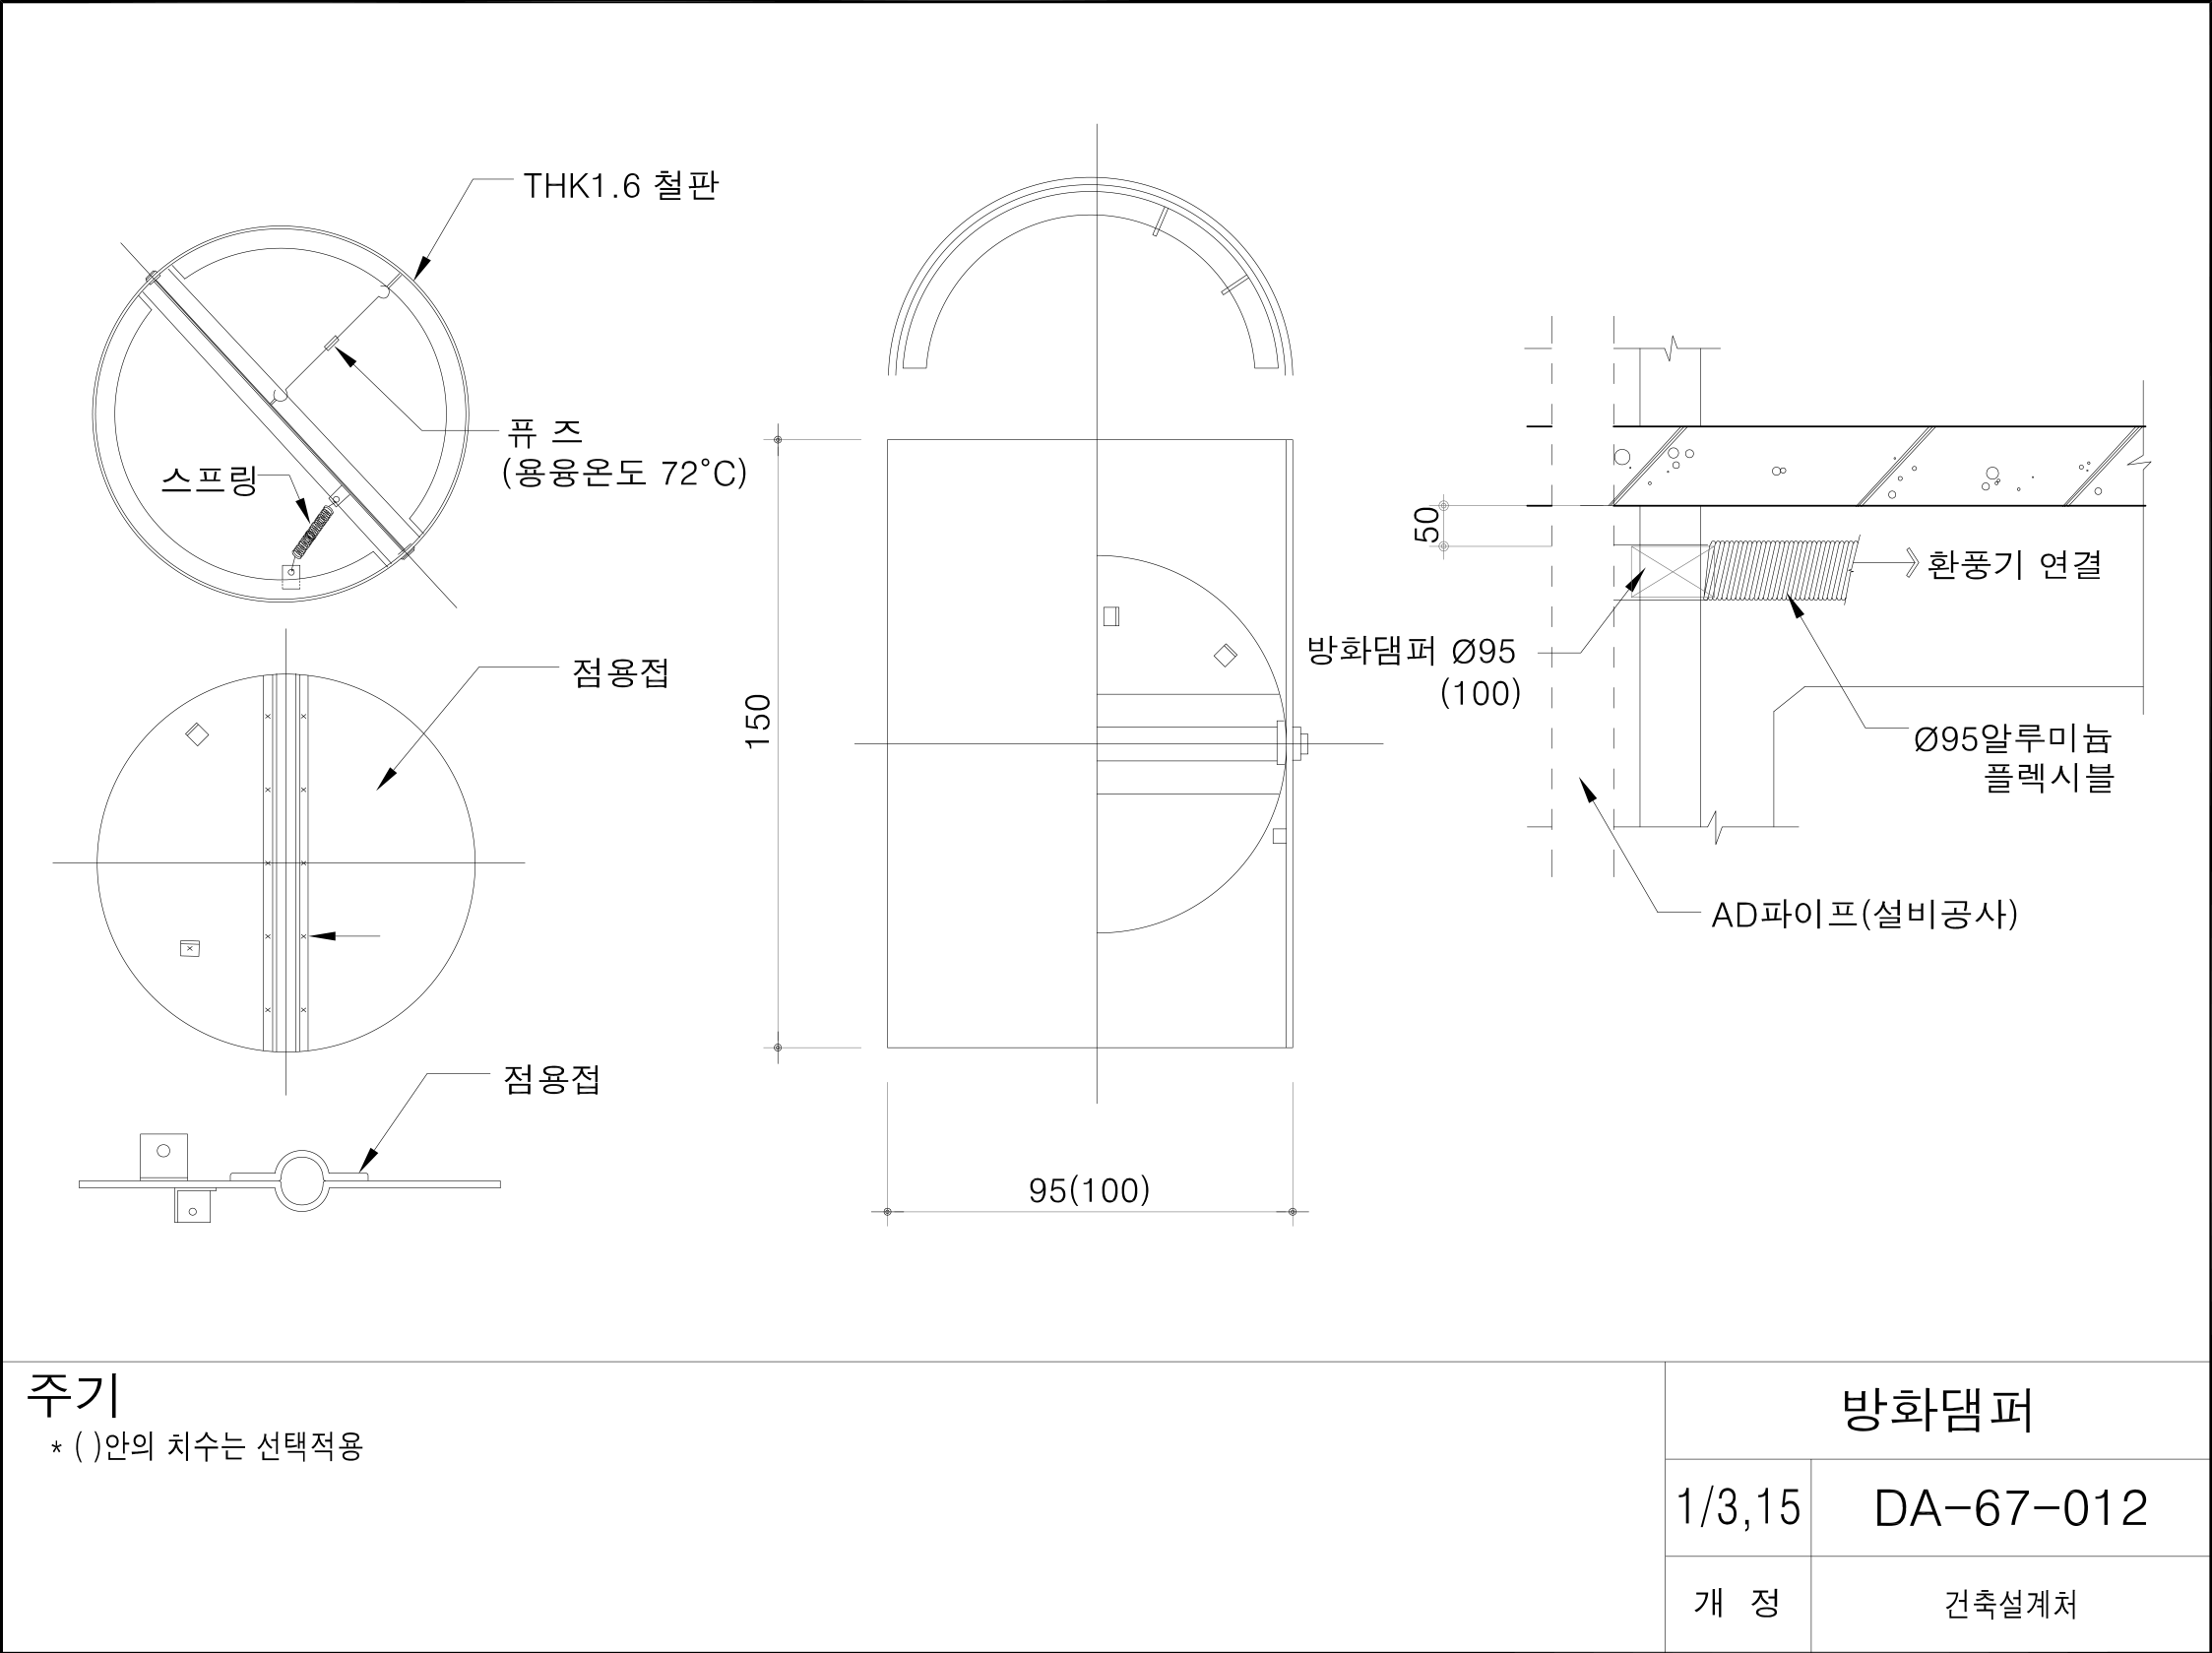 THK1.6 철판
퓨 즈
(용융온도 72°C)
스프링
점용접
점용접
150
95(100)
50
환풍기 연결
방화댐퍼 Ø95
(100)
Ø95알루미늄
플렉시블
AD파이프(설비공사)
주기
* ( )안의 치수는 선택적용
방화댐퍼
1/3,15
DA-67-012
개 정
건축설계처